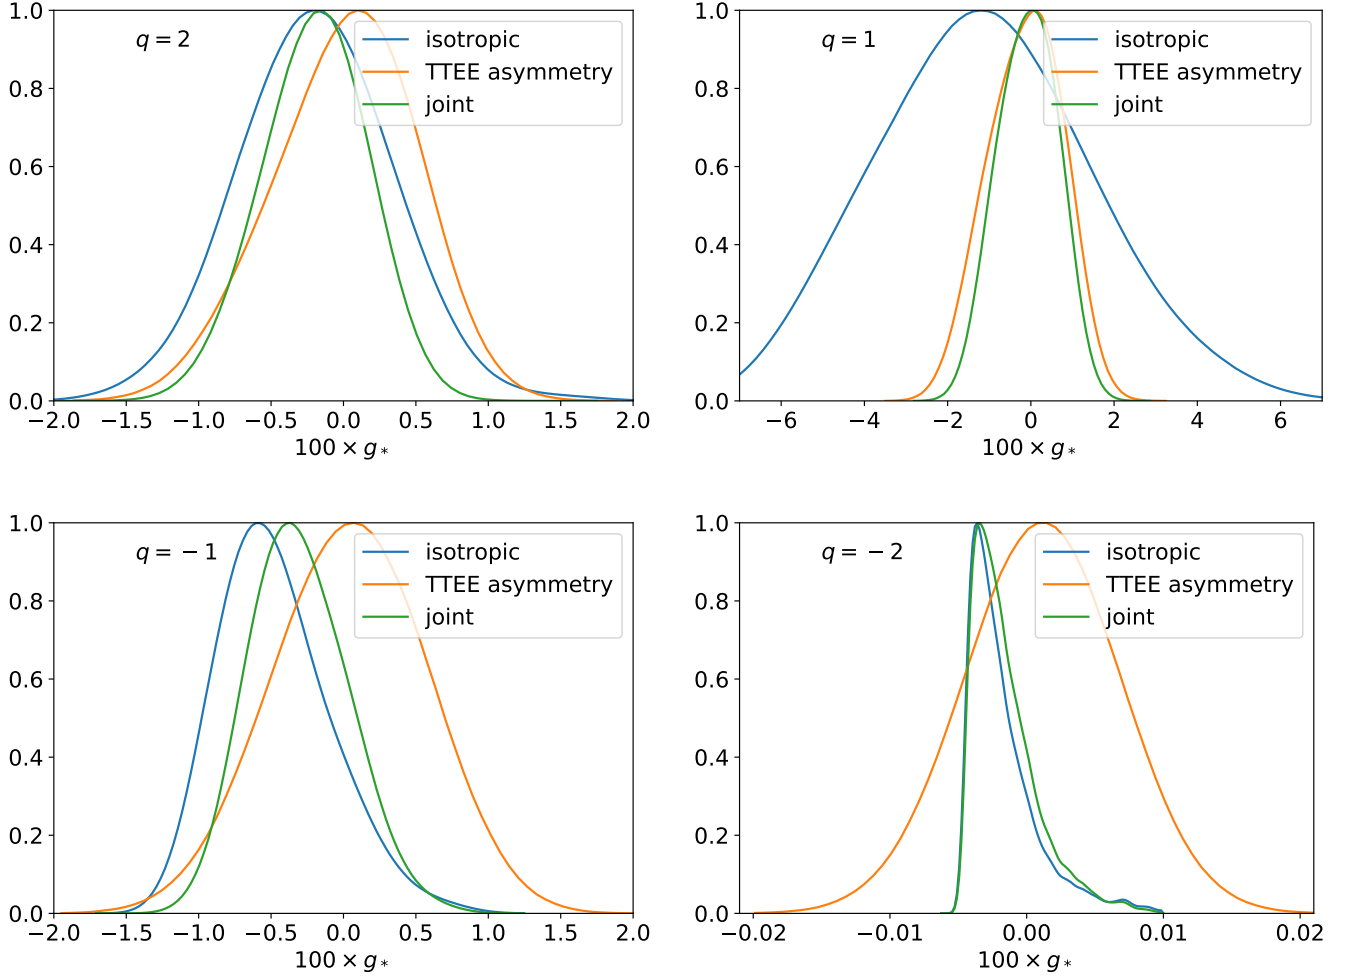 q = 2
isotropic
TTEE asymmetry
joint
1.0
0.8
0.6
0.4
0.2
0.0
−2.0 −1.5 −1.0 −0.5 0.0 0.5 1.0 1.5 2.0
100 × g*
q = 1
isotropic
TTEE asymmetry
joint
1.0
0.8
0.6
0.4
0.2
0.0
−6 −4 −2 0 2 4 6
100 × g*
q = −1
isotropic
TTEE asymmetry
joint
1.0
0.8
0.6
0.4
0.2
0.0
−2.0 −1.5 −1.0 −0.5 0.0 0.5 1.0 1.5 2.0
100 × g*
q = −2
isotropic
TTEE asymmetry
joint
1.0
0.8
0.6
0.4
0.2
0.0
−0.02 −0.01 0.00 0.01 0.02
100 × g*